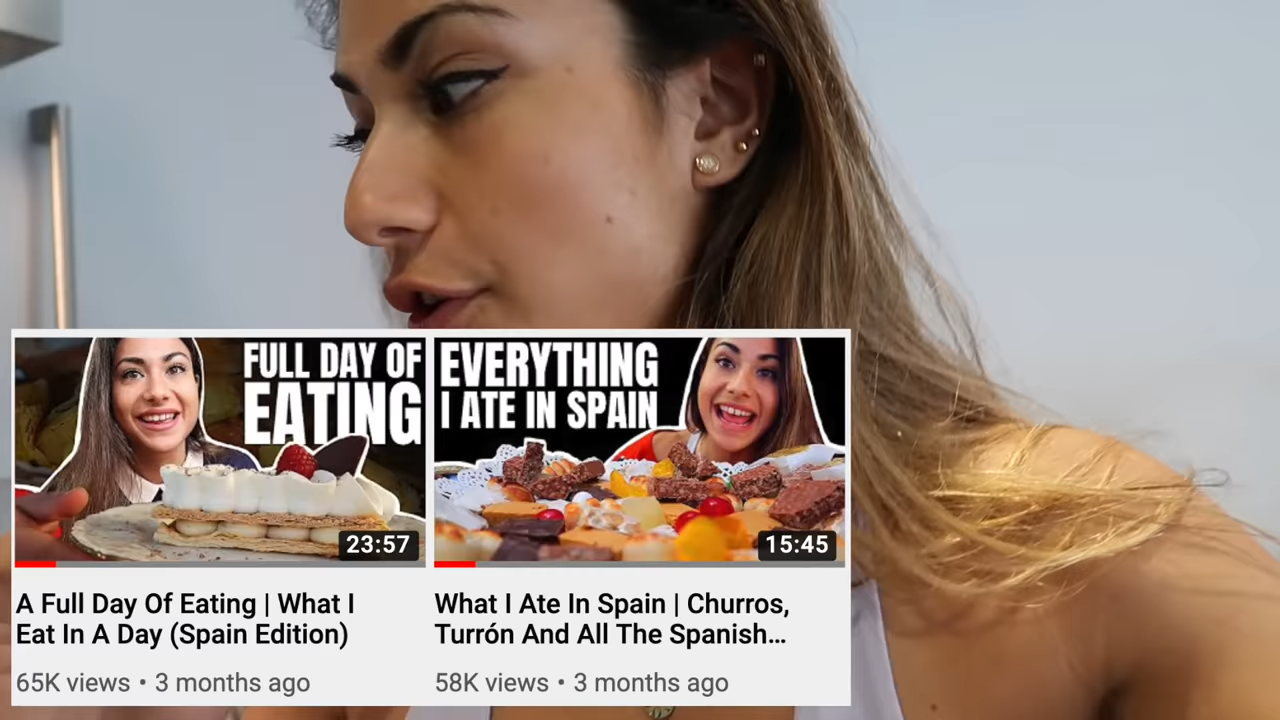 FULL DAY OF
EATING
23:57
A Full Day Of Eating | What I
Eat In A Day (Spain Edition)
65K views • 3 months ago
EVERYTHING
I ATE IN SPAIN
15:45
What I Ate In Spain | Churros,
Turrón And All The Spanish...
58K views • 3 months ago